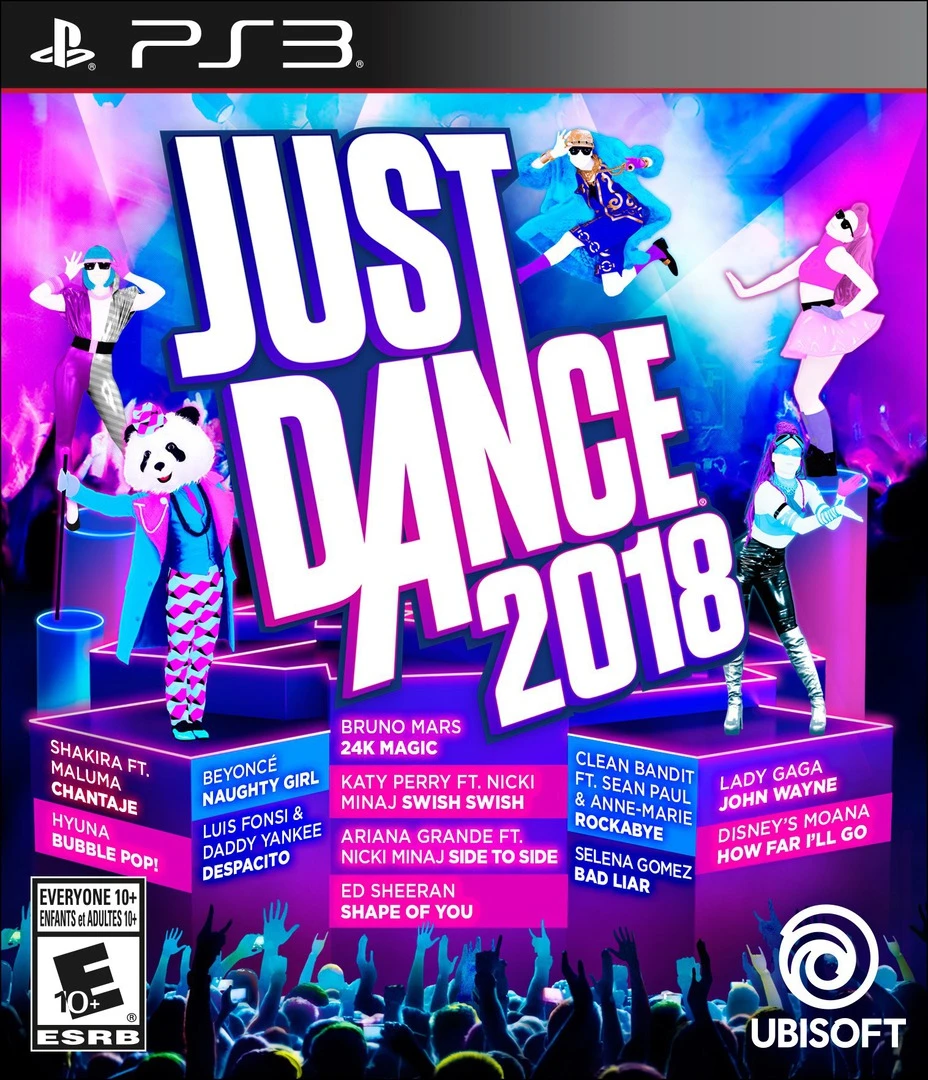 PS3
JUST
DANCE
2018
SHAKIRA FT.
MALUMA
CHANTAJE
HYUNA
BUBBLE POP!
BEYONCÉ
NAUGHTY GIRL
LUIS FONSI &
DADDY YANKEE
DESPACITO
BRUNO MARS
24K MAGIC
KATY PERRY FT. NICKI
MINAJ SWISH SWISH
ARIANA GRANDE FT.
NICKI MINAJ SIDE TO SIDE
ED SHEERAN
SHAPE OF YOU
CLEAN BANDIT
FT. SEAN PAUL
& ANNE-MARIE
ROCKABYE
SELENA GOMEZ
BAD LIAR
LADY GAGA
JOHN WAYNE
DISNEY'S MOANA
HOW FAR I'LL GO
EVERYONE 10+
ENFANTS et ADULTES 10+
E
10+
®
ESRB
UBISOFT